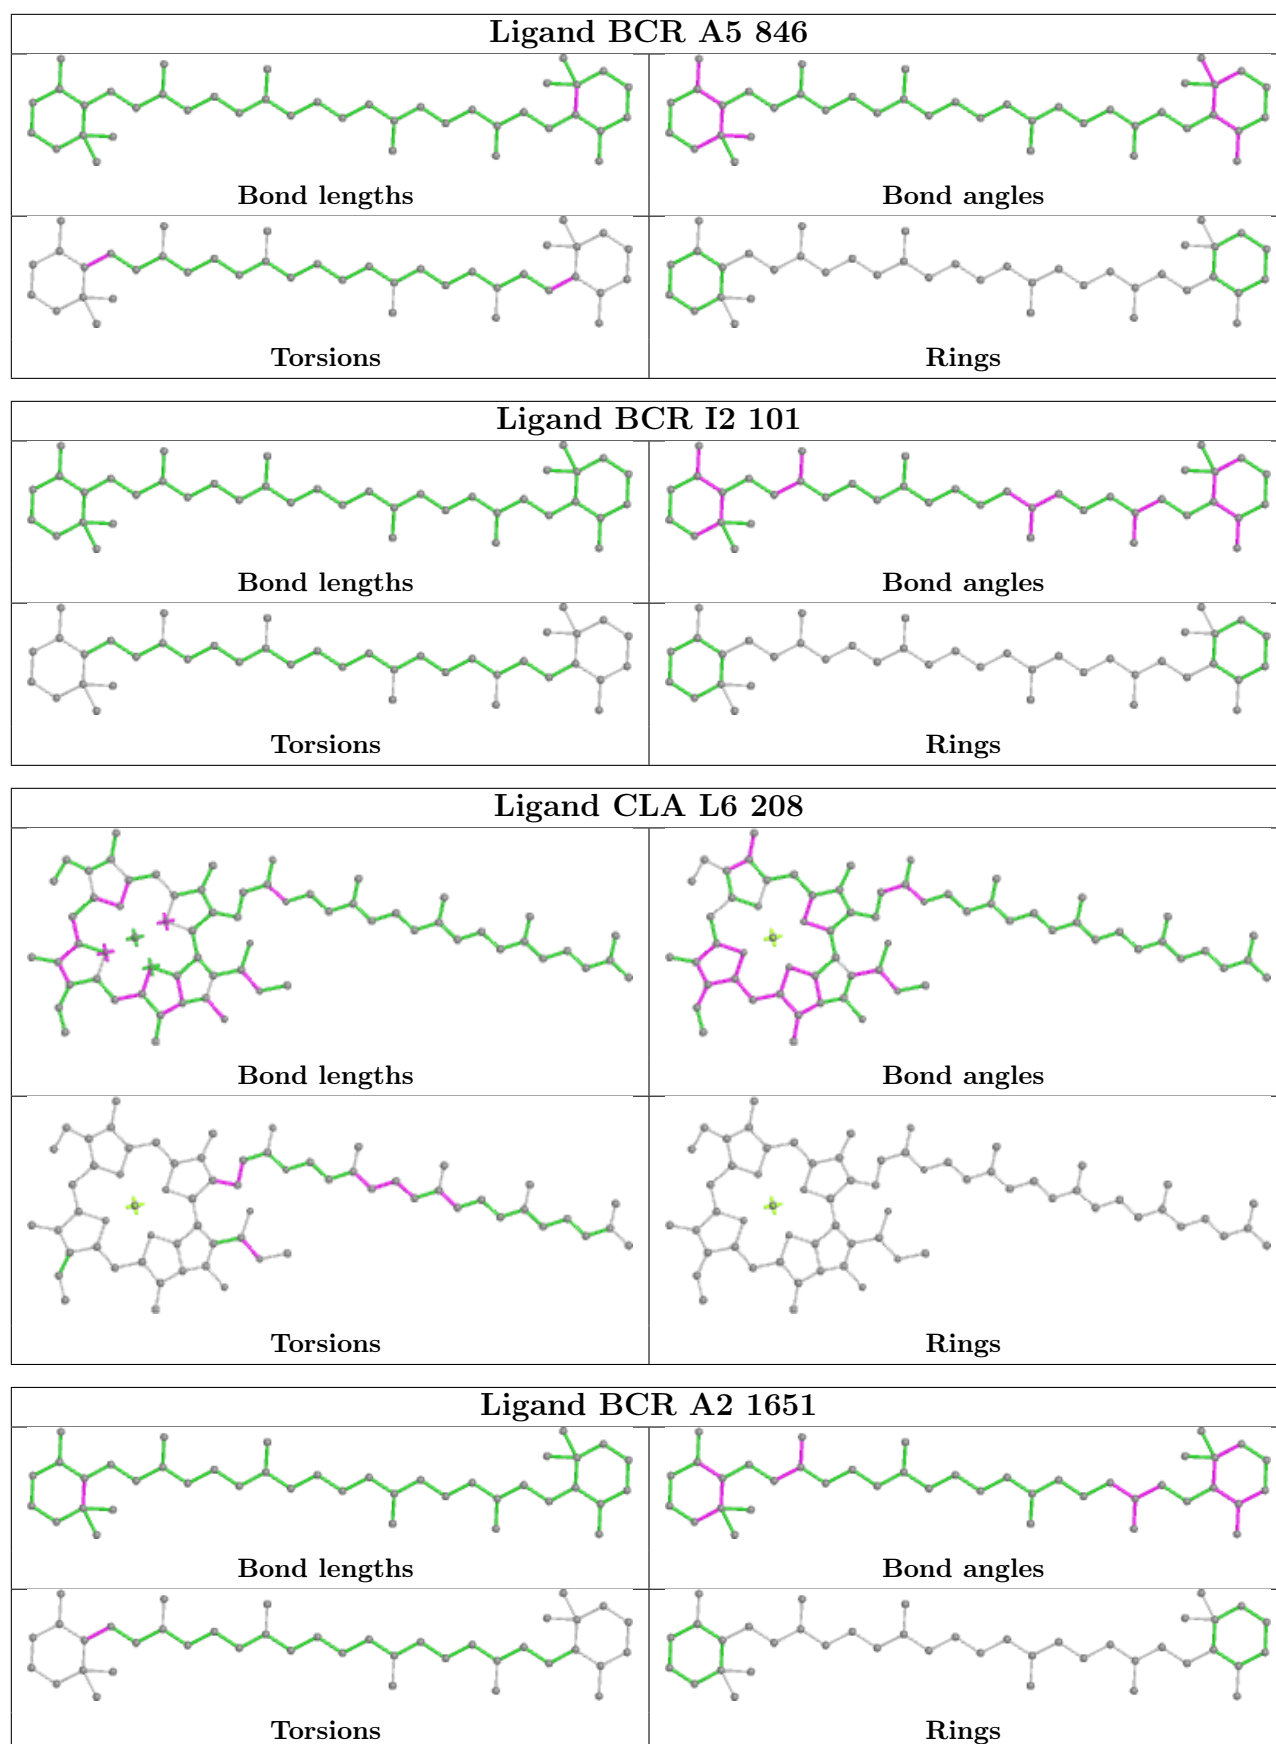 Ligand BCR A5 846
Bond lengths
Bond angles
Torsions
Rings
Ligand BCR I2 101
Bond lengths
Bond angles
Torsions
Rings
Ligand CLA L6 208
Bond lengths
Bond angles
Torsions
Rings
Ligand BCR A2 1651
Bond lengths
Bond angles
Torsions
Rings